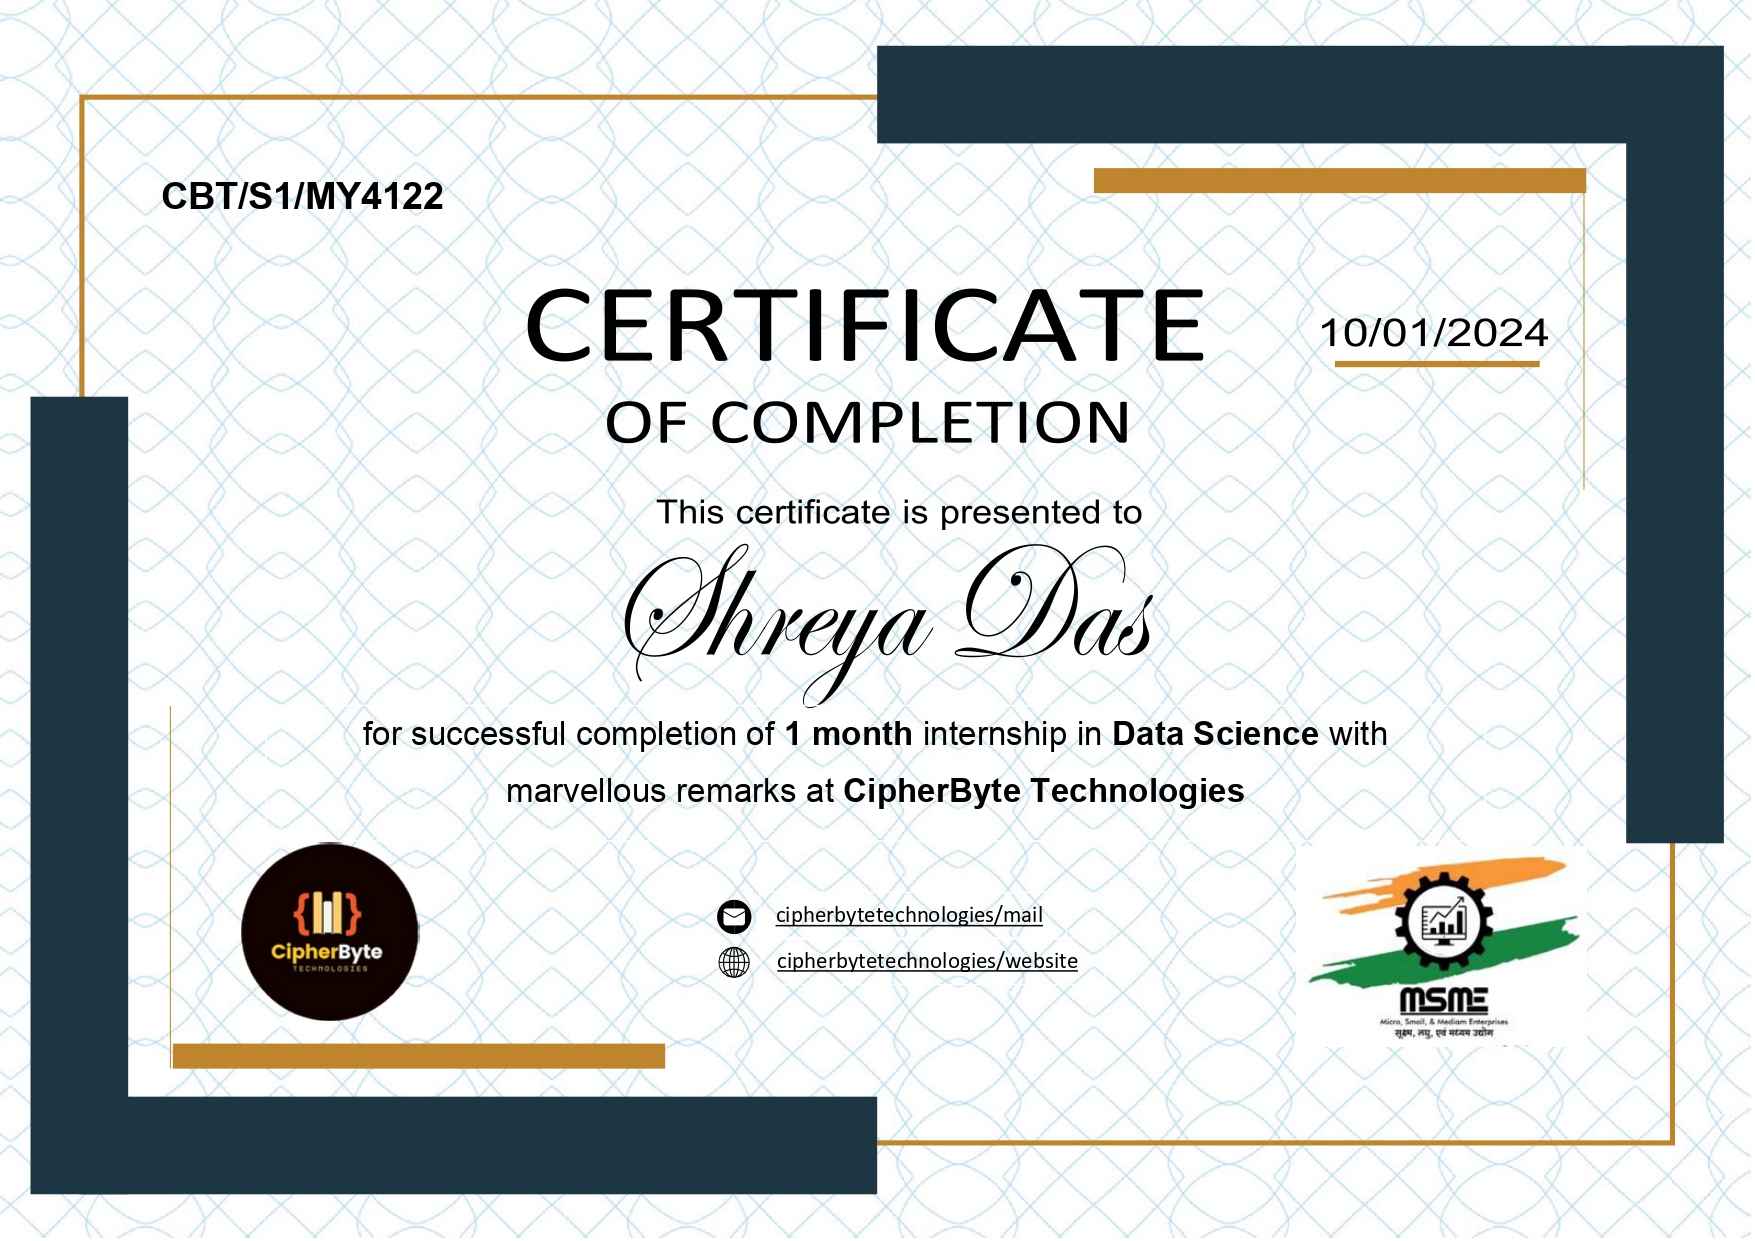 CBT/S1/MY4122
CERTIFICATE
10/01/2024
OF COMPLETION
This certificate is presented to
Shreya Das
for successful completion of 1 month internship in Data Science with
marvellous remarks at CipherByte Technologies
CipherByte
TECHNOLOGIES
cipherbytetechnologies/mail
cipherbytetechnologies/website
MSME
Micro, Small, & Mediam Enterprises
सूक्ष्म, लघु, एवं मध्यम उद्योग